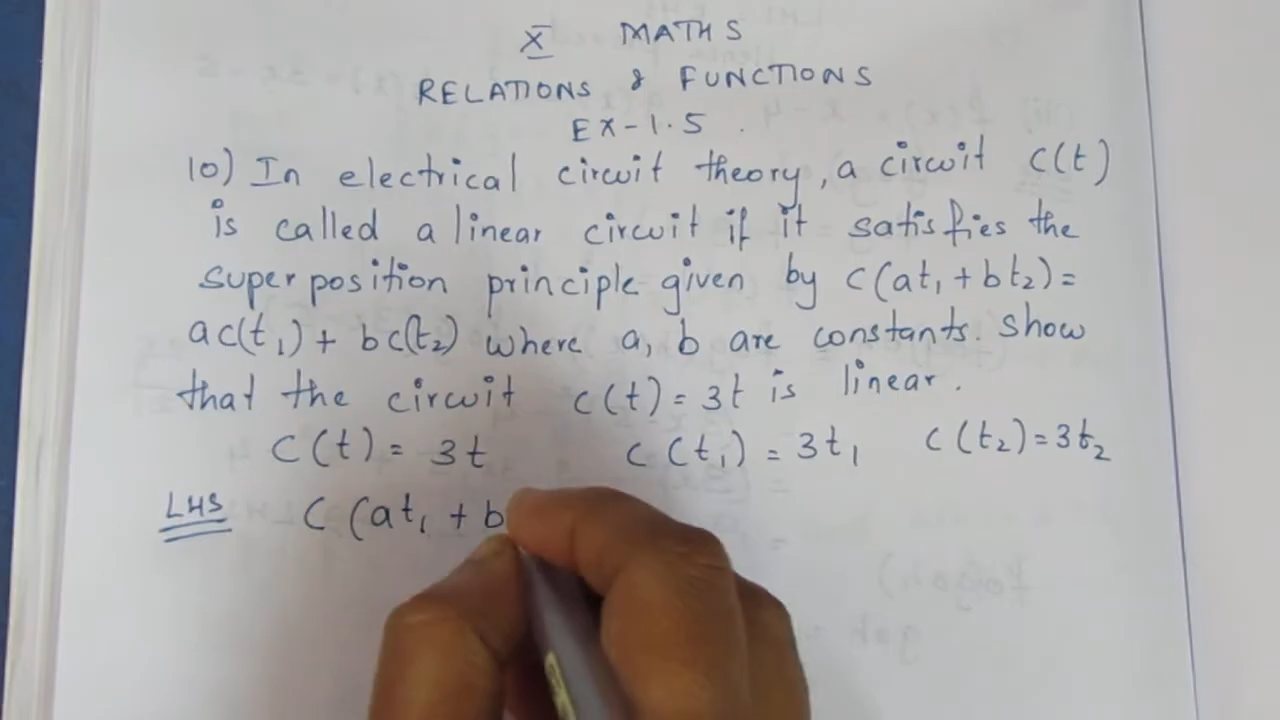 X MATHS
RELATIONS & FUNCTIONS
Ex-1.5
10) In electrical circuit theory, a circuit C(t)
is called a linear circuit if it satisfies the
superposition principle given by C(at₁ + bt₂) =
ac(t₁) + bc(t₂) where a, b are constants. Show
that the circuit C(t) = 3t is linear.
C(t) = 3t C(t₁) = 3t₁ C(t₂) = 3t₂
LHS C(at₁ + b